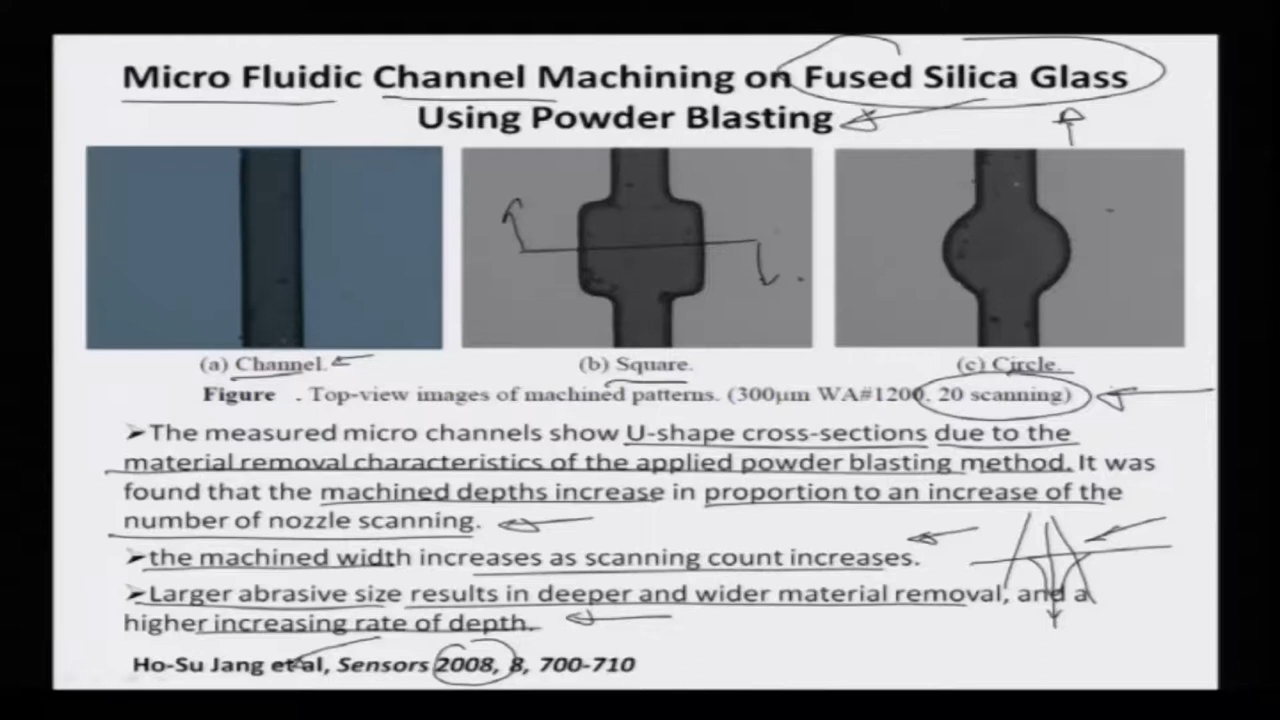 Micro Fluidic Channel Machining on Fused Silica Glass
Using Powder Blasting
(a) Channel.
(b) Square.
(c) Circle.
Figure . Top-view images of machined patterns. (300μm WA#1200, 20 scanning)
➢The measured micro channels show U-shape cross-sections due to the
material removal characteristics of the applied powder blasting method. It was
found that the machined depths increase in proportion to an increase of the
number of nozzle scanning.
➢the machined width increases as scanning count increases.
➢Larger abrasive size results in deeper and wider material removal, and a
higher increasing rate of depth.
Ho-Su Jang et al, Sensors 2008, 8, 700-710